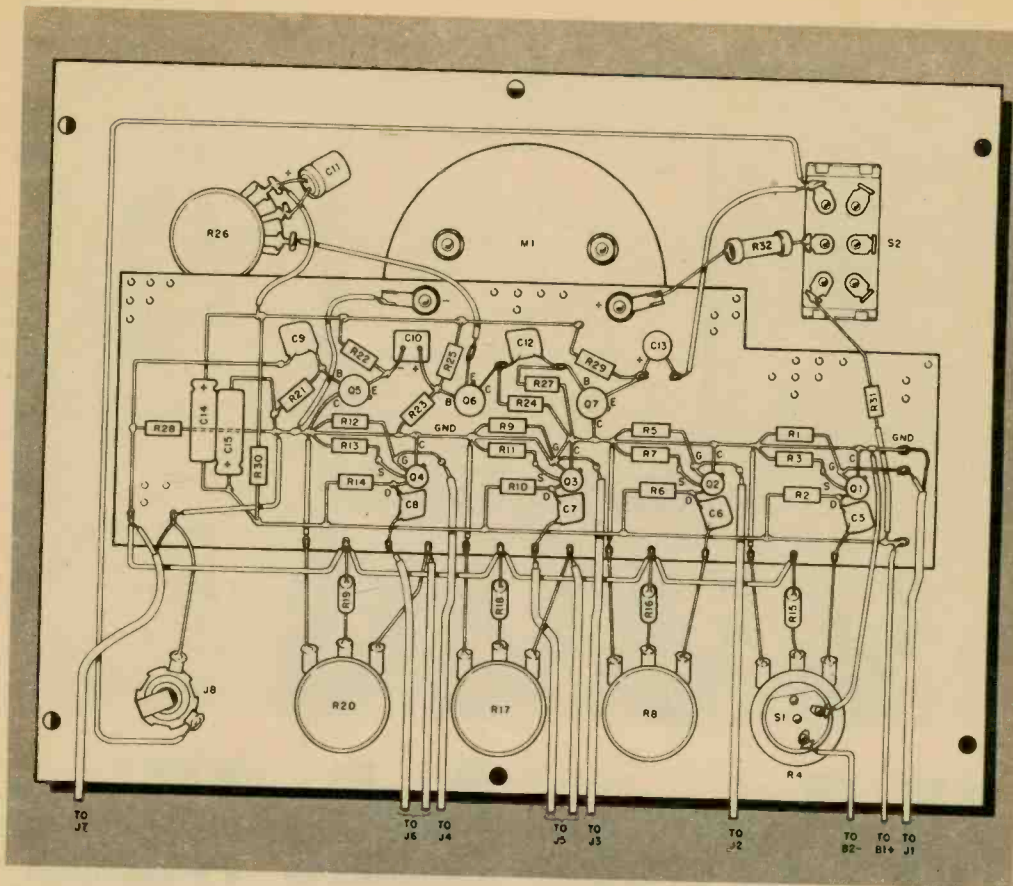 C11
+
R26
M1
R32
S2
+
-
C9
R22
C10
- +
R25
C12
R29
+
C13
R21
B
Q5
C
E
B
E
Q6
C
R27
B
Q7
E
C
R31
+
C14
R23
R24
R28
C15
+
R30
R12
R13
GND
R9
R11
C
G
R5
R7
G
C
R1
R3
C
GND
G
C
G
R14
S
D
Q4
R10
S
D
Q3
R6
S
D
Q2
R2
S
D
Q1
C8
C7
C6
C5
R19
R18
R16
R15
J8
R20
R17
R8
S1
R4
TO J7
TO J6
TO J4
TO J5
TO J3
TO J2
TO B2-
TO B1+
TO J1